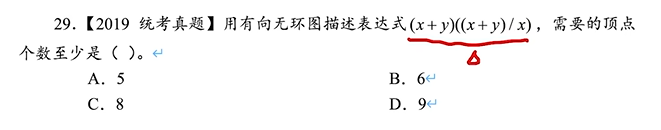 29.【2019 统考真题】用有向无环图描述表达式(x+y)((x+y)/x)，需要的顶点
个数至少是（ ）。↵
A．5 B．6↵
C．8 D．9↵